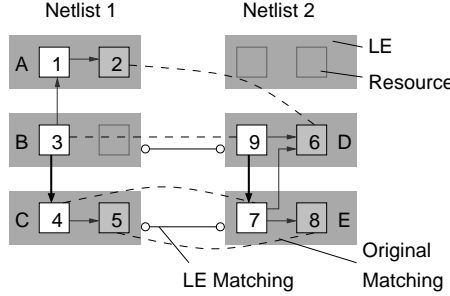 Netlist 1 Netlist 2
A 1 2 LE
Resource
B 3 9 6 D
C 4 5 7 8 E
LE Matching Original
Matching